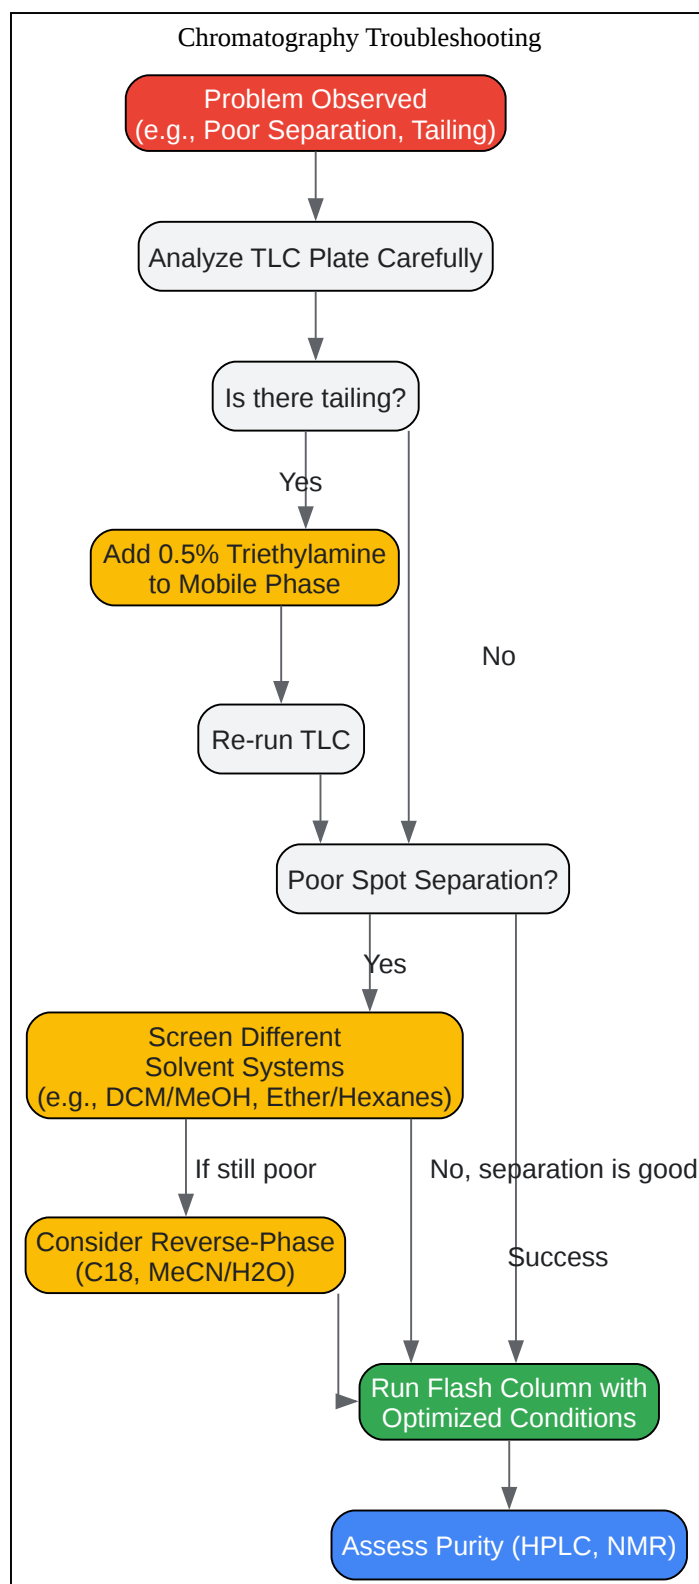 Chromatography Troubleshooting
Problem Observed
(e.g., Poor Separation, Tailing)
Analyze TLC Plate Carefully
Is there tailing?
Yes
Add 0.5% Triethylamine
to Mobile Phase
No
Re-run TLC
Poor Spot Separation?
Yes
Screen Different
Solvent Systems
(e.g., DCM/MeOH, Ether/Hexanes)
If still poor
No, separation is good
Consider Reverse-Phase
(C18, MeCN/H2O)
Success
Run Flash Column with
Optimized Conditions
Assess Purity (HPLC, NMR)